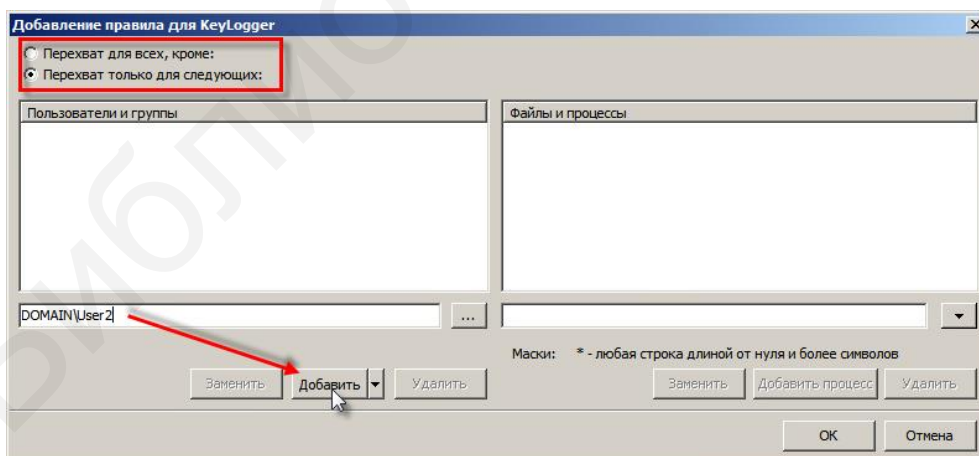 Добавление правила для KeyLogger
Перехват для всех, кроме:
Перехват только для следующих:
Пользователи и группы
Файлы и процессы
DOMAIN\User2
...
Маски: * - любая строка длиной от нуля и более символов
Заменить Добавить Удалить
Заменить Добавить процесс Удалить
OK Отмена